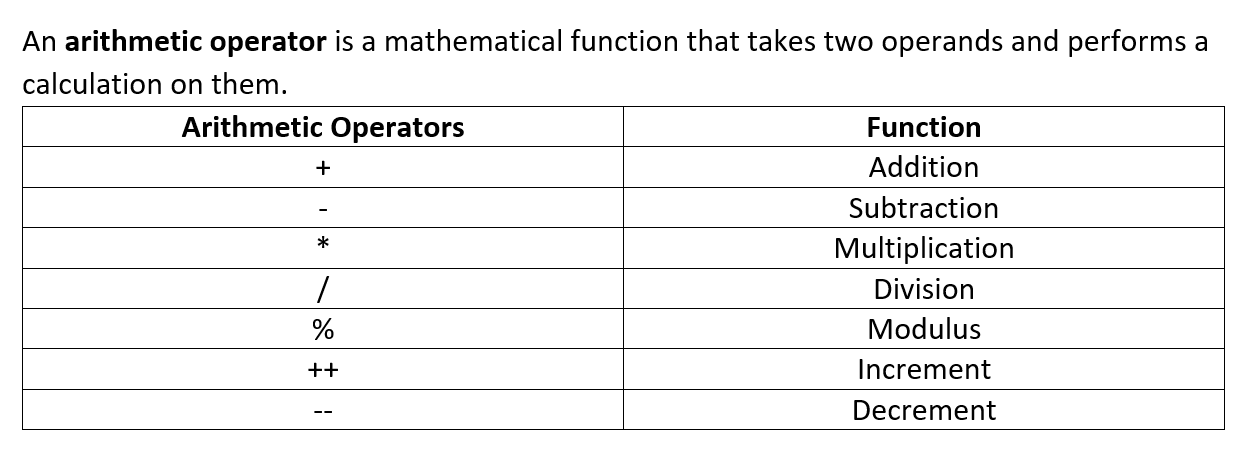 An arithmetic operator is a mathematical function that takes two operands and performs a
calculation on them.
Arithmetic Operators Function
+ Addition
- Subtraction
* Multiplication
/ Division
% Modulus
++ Increment
-- Decrement